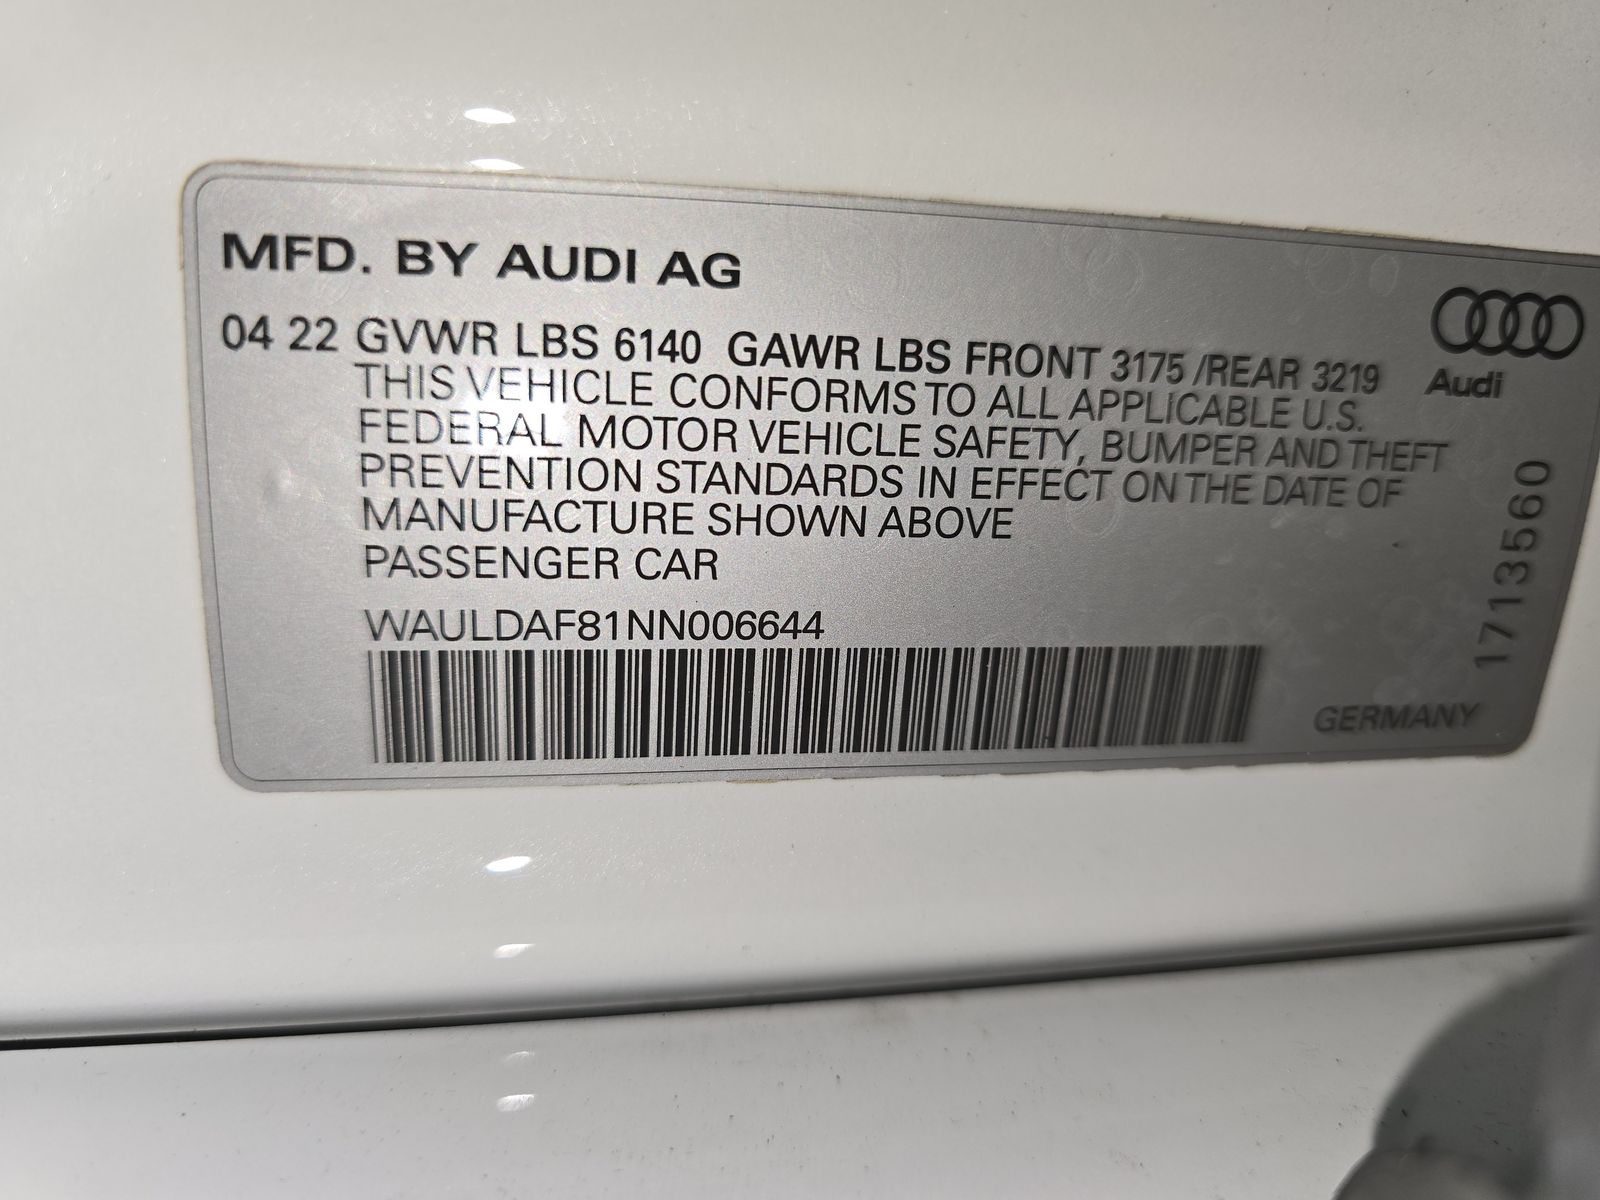 MFD. BY AUDI AG
04 22 GVWR LBS 6140 GAWR LBS FRONT 3175 /REAR 3219
THIS VEHICLE CONFORMS TO ALL APPLICABLE U.S.
FEDERAL MOTOR VEHICLE SAFETY, BUMPER AND THEFT
PREVENTION STANDARDS IN EFFECT ON THE DATE OF
MANUFACTURE SHOWN ABOVE
PASSENGER CAR
WAULDAF81NN006644
Audi
1713560
GERMANY